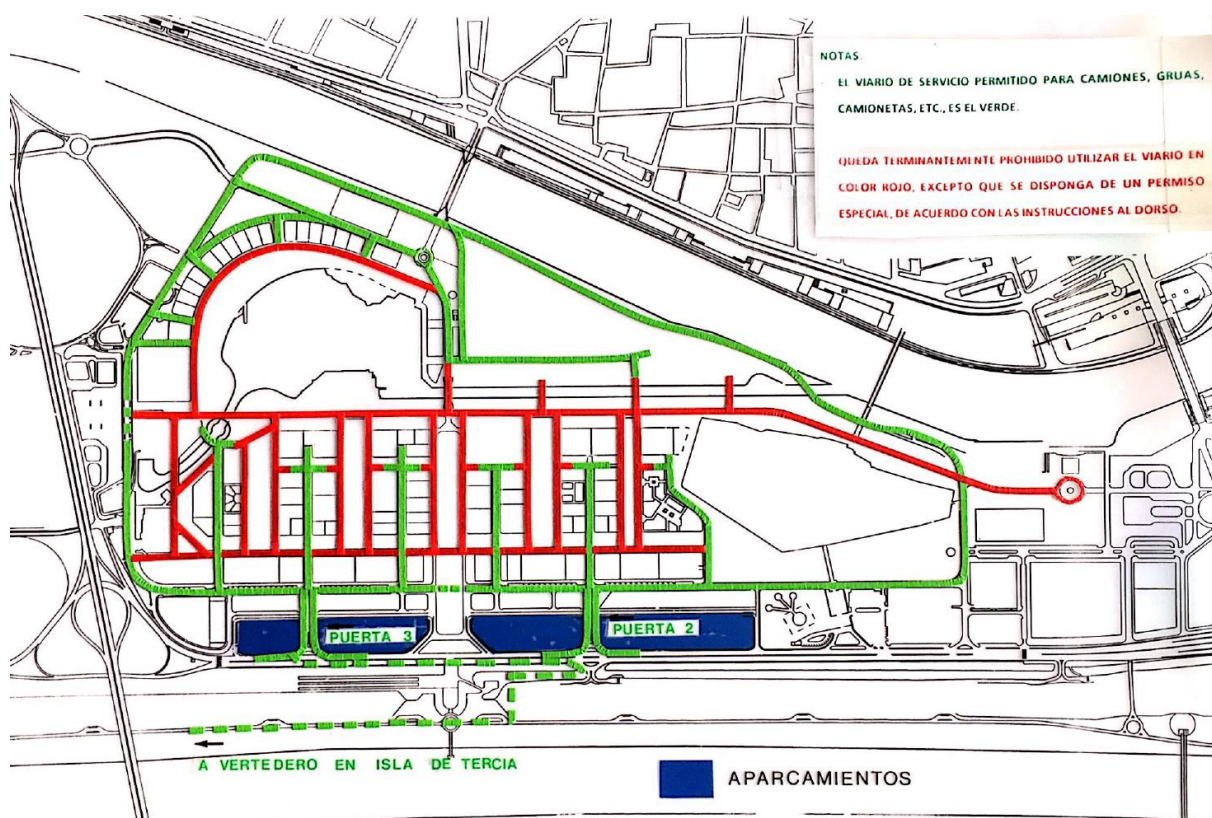 NOTAS.
EL VIARIO DE SERVICIO PERMITIDO PARA CAMIONES, GRUAS,
CAMIONETAS, ETC., ES EL VERDE.
QUEDA TERMINANTEMENTE PROHIBIDO UTILIZAR EL VIARIO EN
COLOR ROJO, EXCEPTO QUE SE DISPONGA DE UN PERMISO
ESPECIAL, DE ACUERDO CON LAS INSTRUCCIONES AL DORSO.
PUERTA 3
PUERTA 2
A VERTEDERO EN ISLA DE TERCIA
APARCAMIENTOS